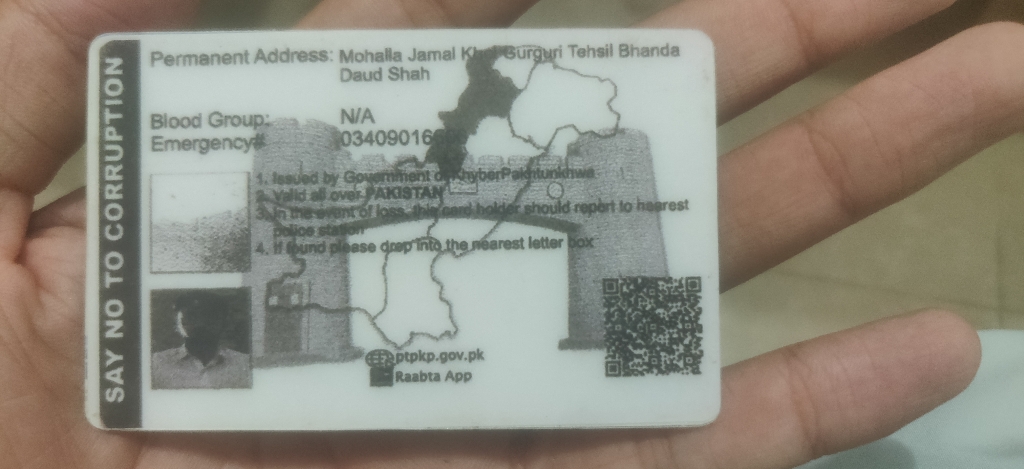 SAY NO TO CORRUPTION
Permanent Address: Mohalla Jamal Gurguri Tehsil Bhanda
Daud Shah
Blood Group: N/A
Emergency#
1. Issued by Government of KhyberPakhtunkhwa
2. Valid all over PAKISTAN
3. In the event of loss, this card holder should report to nearest
police station
4. If found please drop into the nearest letter box
ptpkp.gov.pk
Raabta App